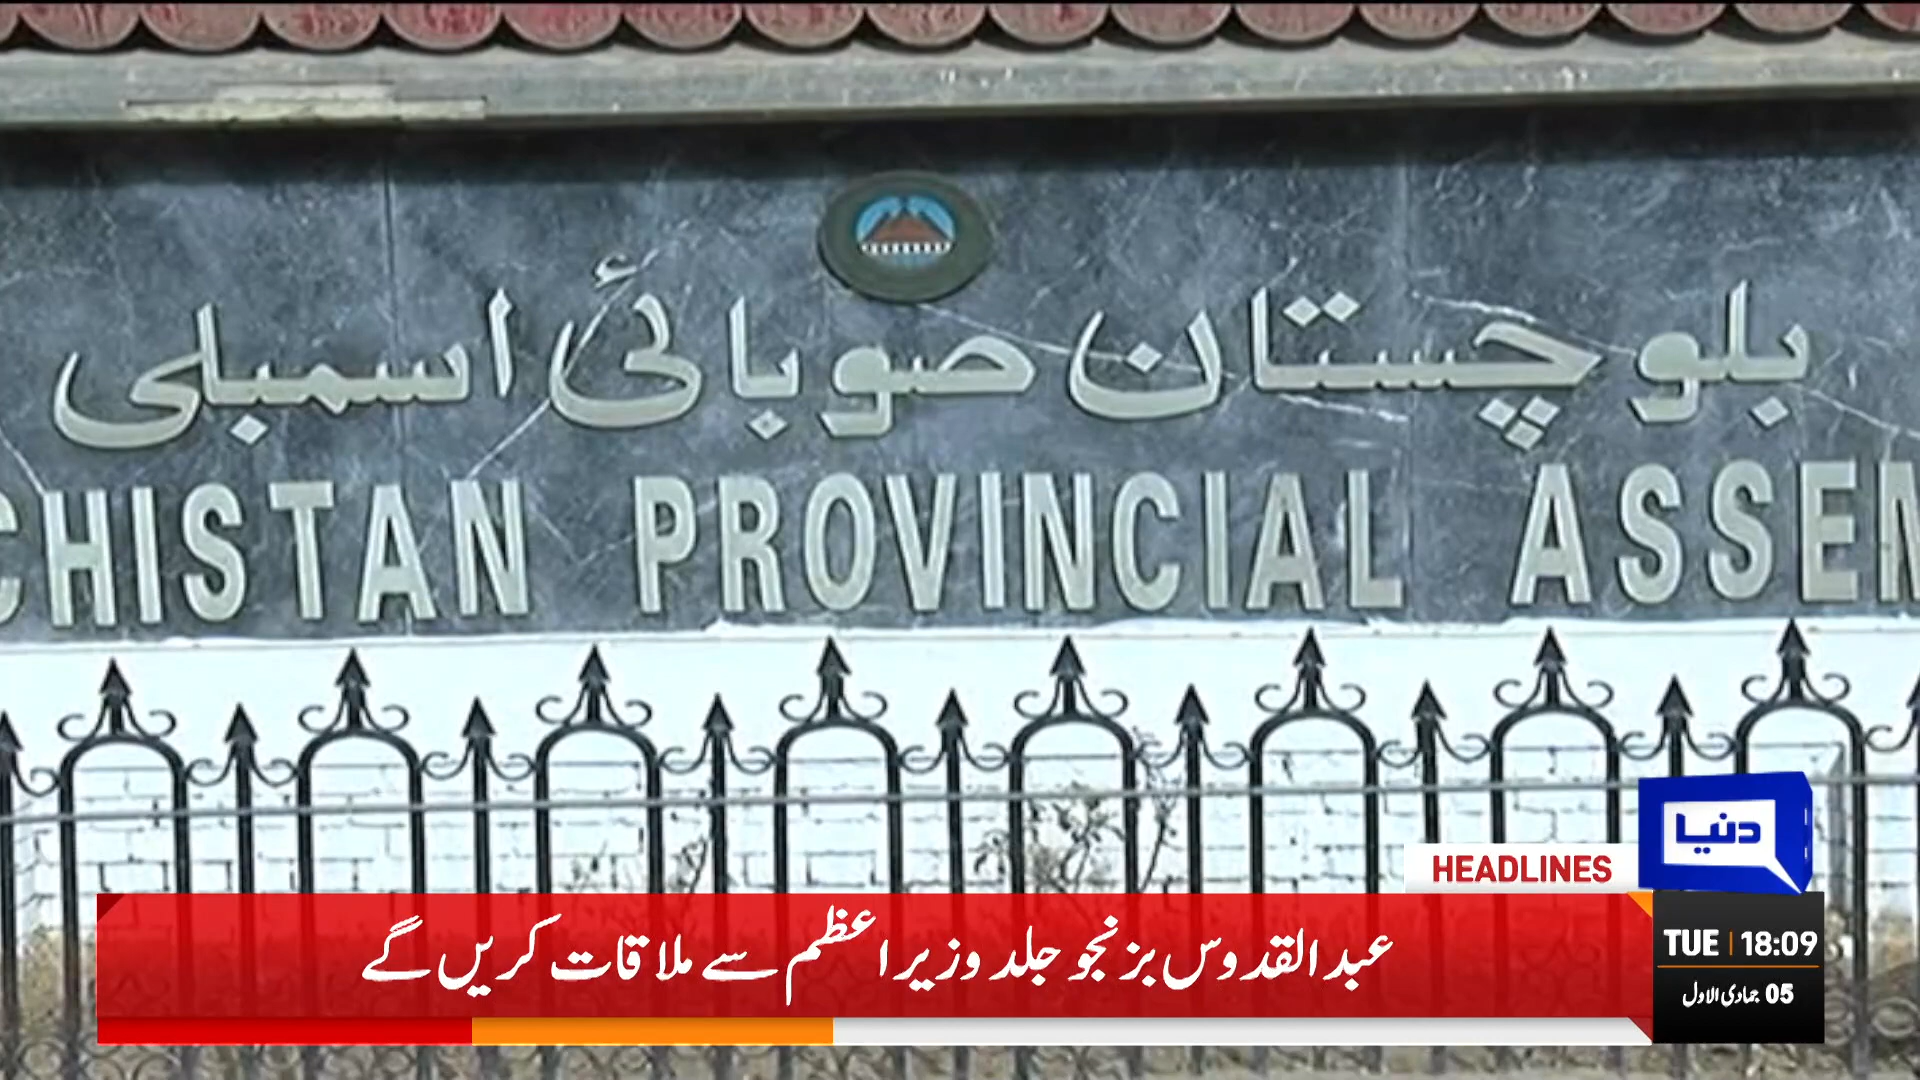 بلوچستان صوبائی اسمبلی
CHISTAN PROVINCIAL ASSEM
دنیا
HEADLINES
عبدالقدوس بزنجو جلد وزیراعظم سے ملاقات کریں گے
TUE | 18:09
05 جمادی الاول